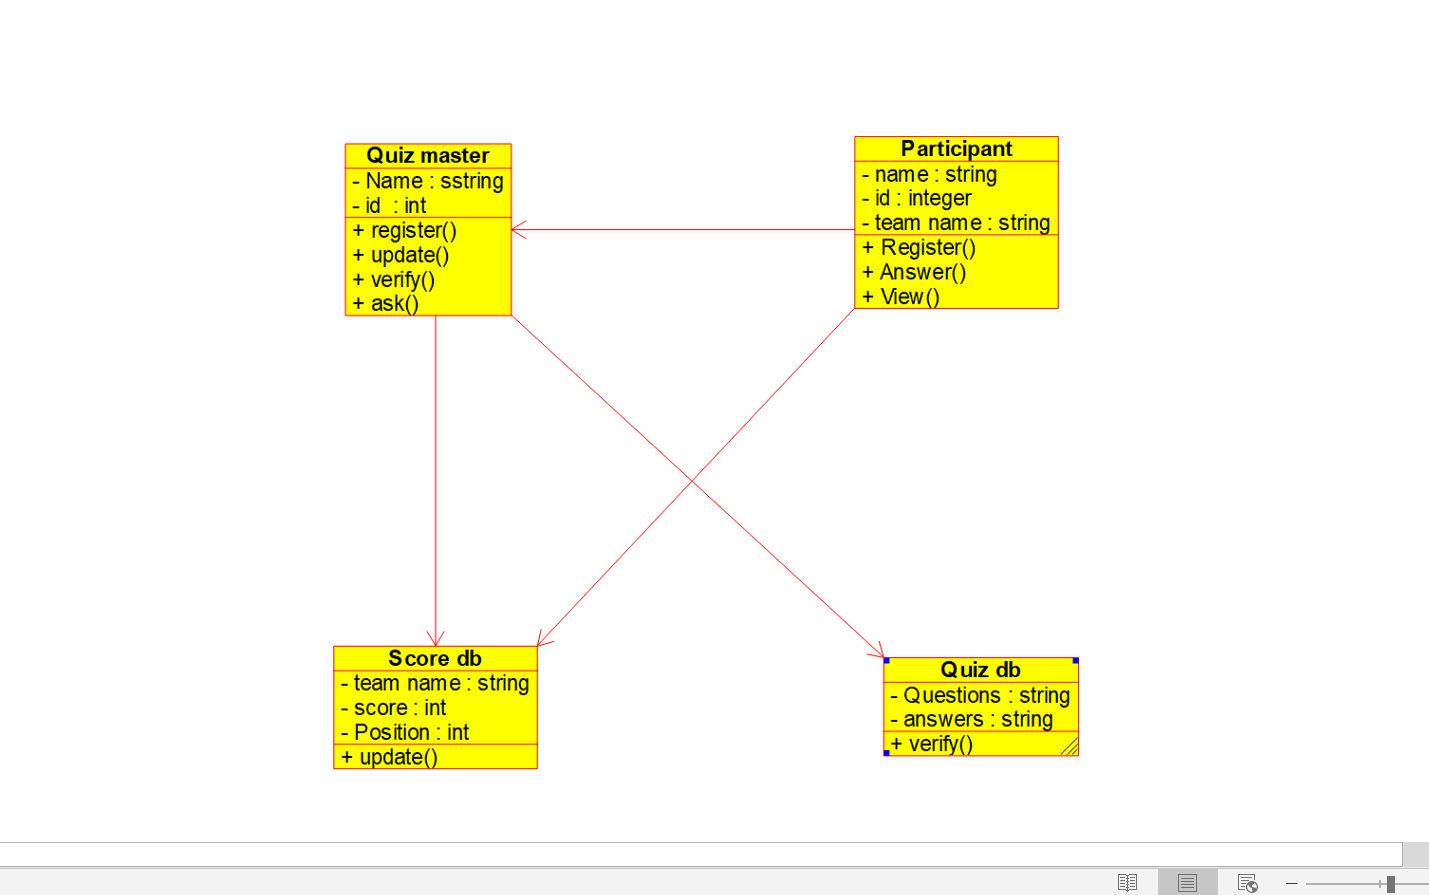 Quiz master
- Name : sstring
- id  : int
+ register()
+ update()
+ verify()
+ ask()
Participant
- name : string
- id : integer
- team name : string
+ Register()
+ Answer()
+ View()
Score db
- team name : string
- score : int
- Position : int
+ update()
Quiz db
- Questions : string
- answers : string
+ verify()